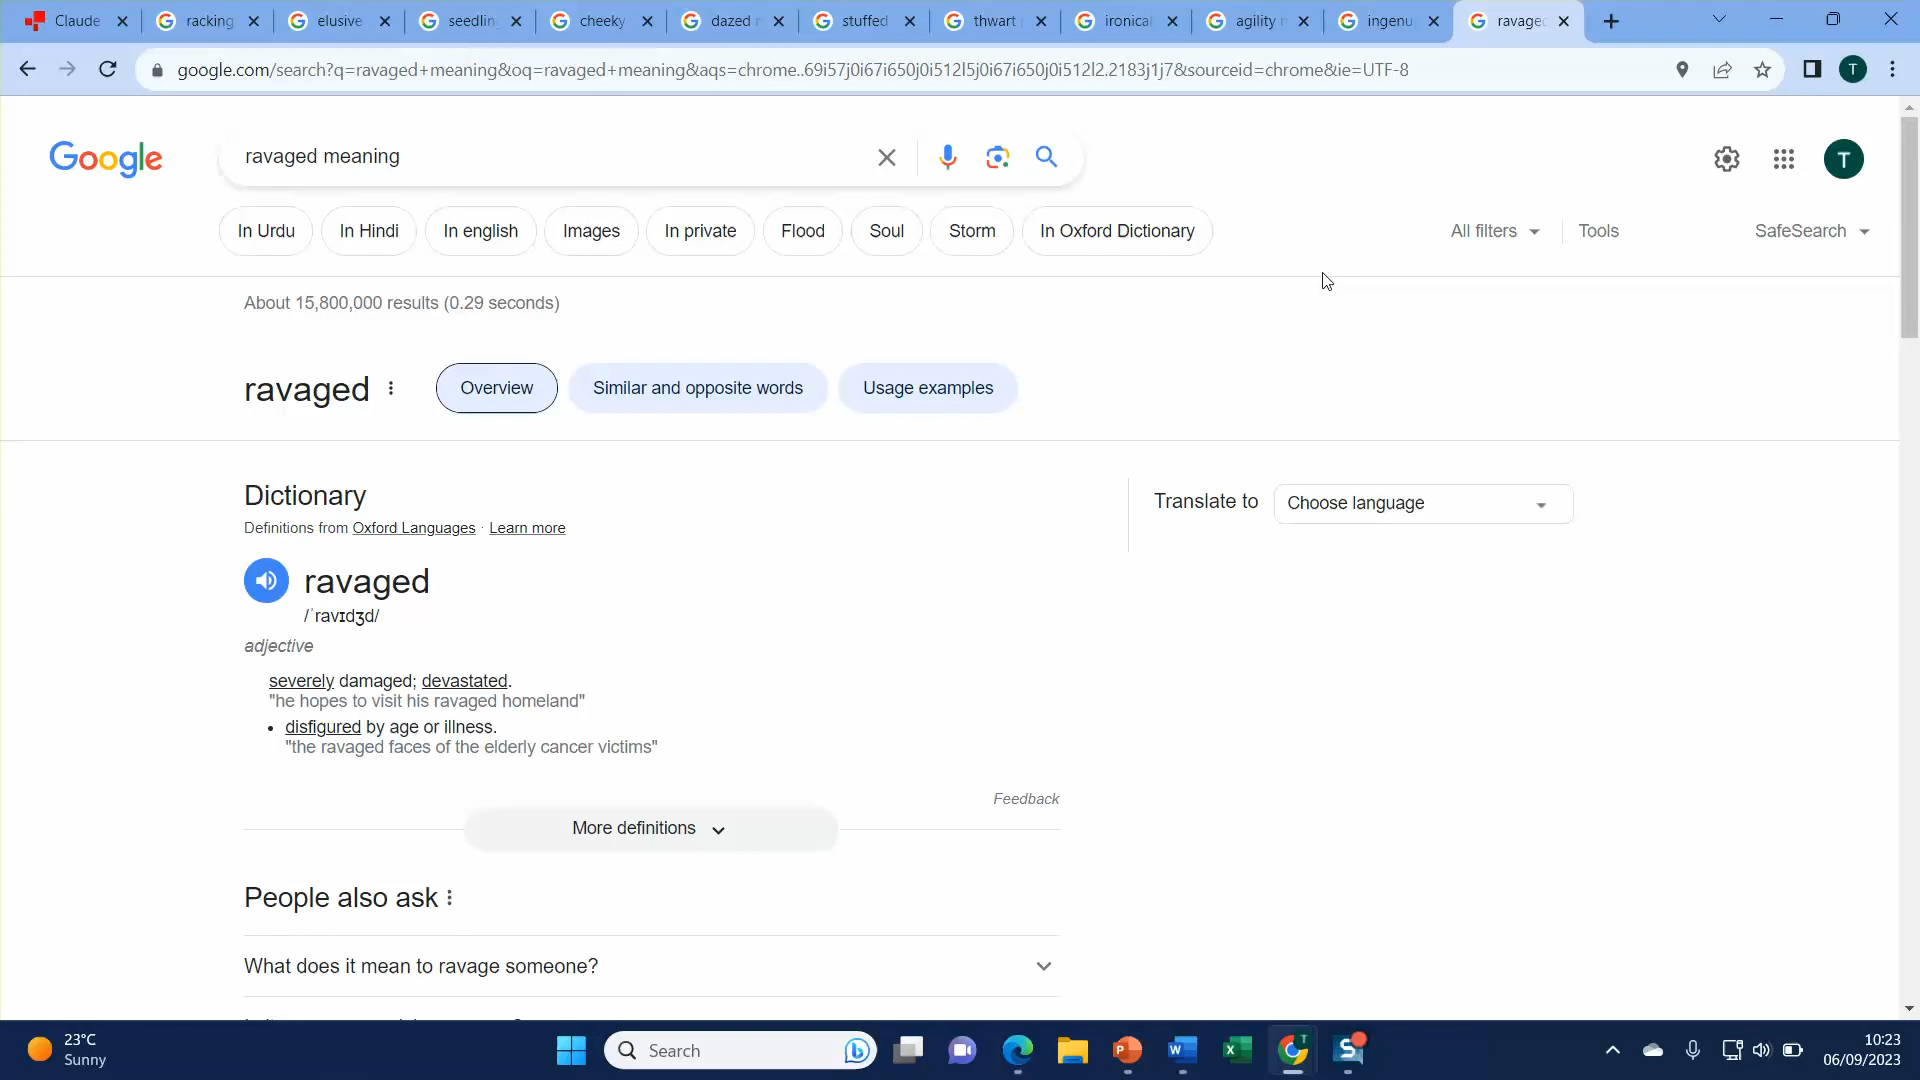 Claude
racking
elusive
seedlin
cheeky
dazed
stuffed
thwart
ironical
agility
ingenu
ravaged
google.com/search?q=ravaged+meaning&oq=ravaged+meaning&aqs=chrome..69i57j0i67i650j0i512l5j0i67i650j0i512l2.2183j1j7&sourceid=chrome&ie=UTF-8
T
Google
ravaged meaning
T
In Urdu
In Hindi
In english
Images
In private
Flood
Soul
Storm
In Oxford Dictionary
All filters
Tools
SafeSearch
About 15,800,000 results (0.29 seconds)
ravaged
Overview
Similar and opposite words
Usage examples
Dictionary
Definitions from Oxford Languages · Learn more
Translate to
Choose language
ravaged
/ˈravɪdʒd/
adjective
severely damaged; devastated.
"he hopes to visit his ravaged homeland"
• disfigured by age or illness.
"the ravaged faces of the elderly cancer victims"
Feedback
More definitions
People also ask
What does it mean to ravage someone?
23°C
Sunny
Search
10:23
06/09/2023